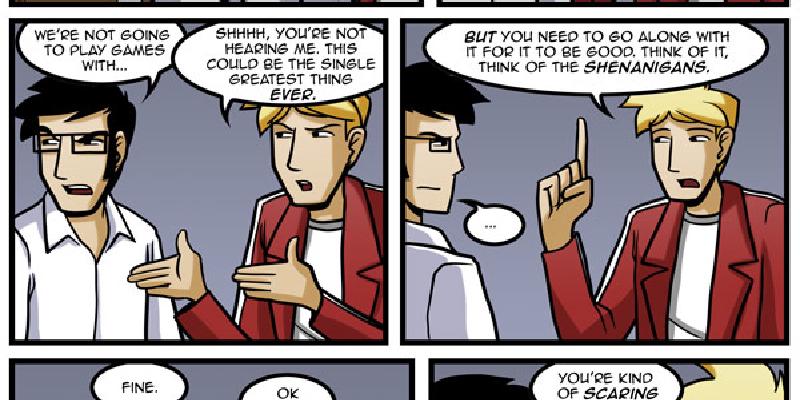 WE'RE NOT GOING
TO PLAY GAMES
WITH...
SHHHH, YOU'RE NOT
HEARING ME. THIS
COULD BE THE SINGLE
GREATEST THING
EVER.
BUT YOU NEED TO GO ALONG WITH
IT FOR IT TO BE GOOD. THINK OF IT,
THINK OF THE SHENANIGANS.
...
FINE.
OK
YOU'RE KIND
OF SCARING